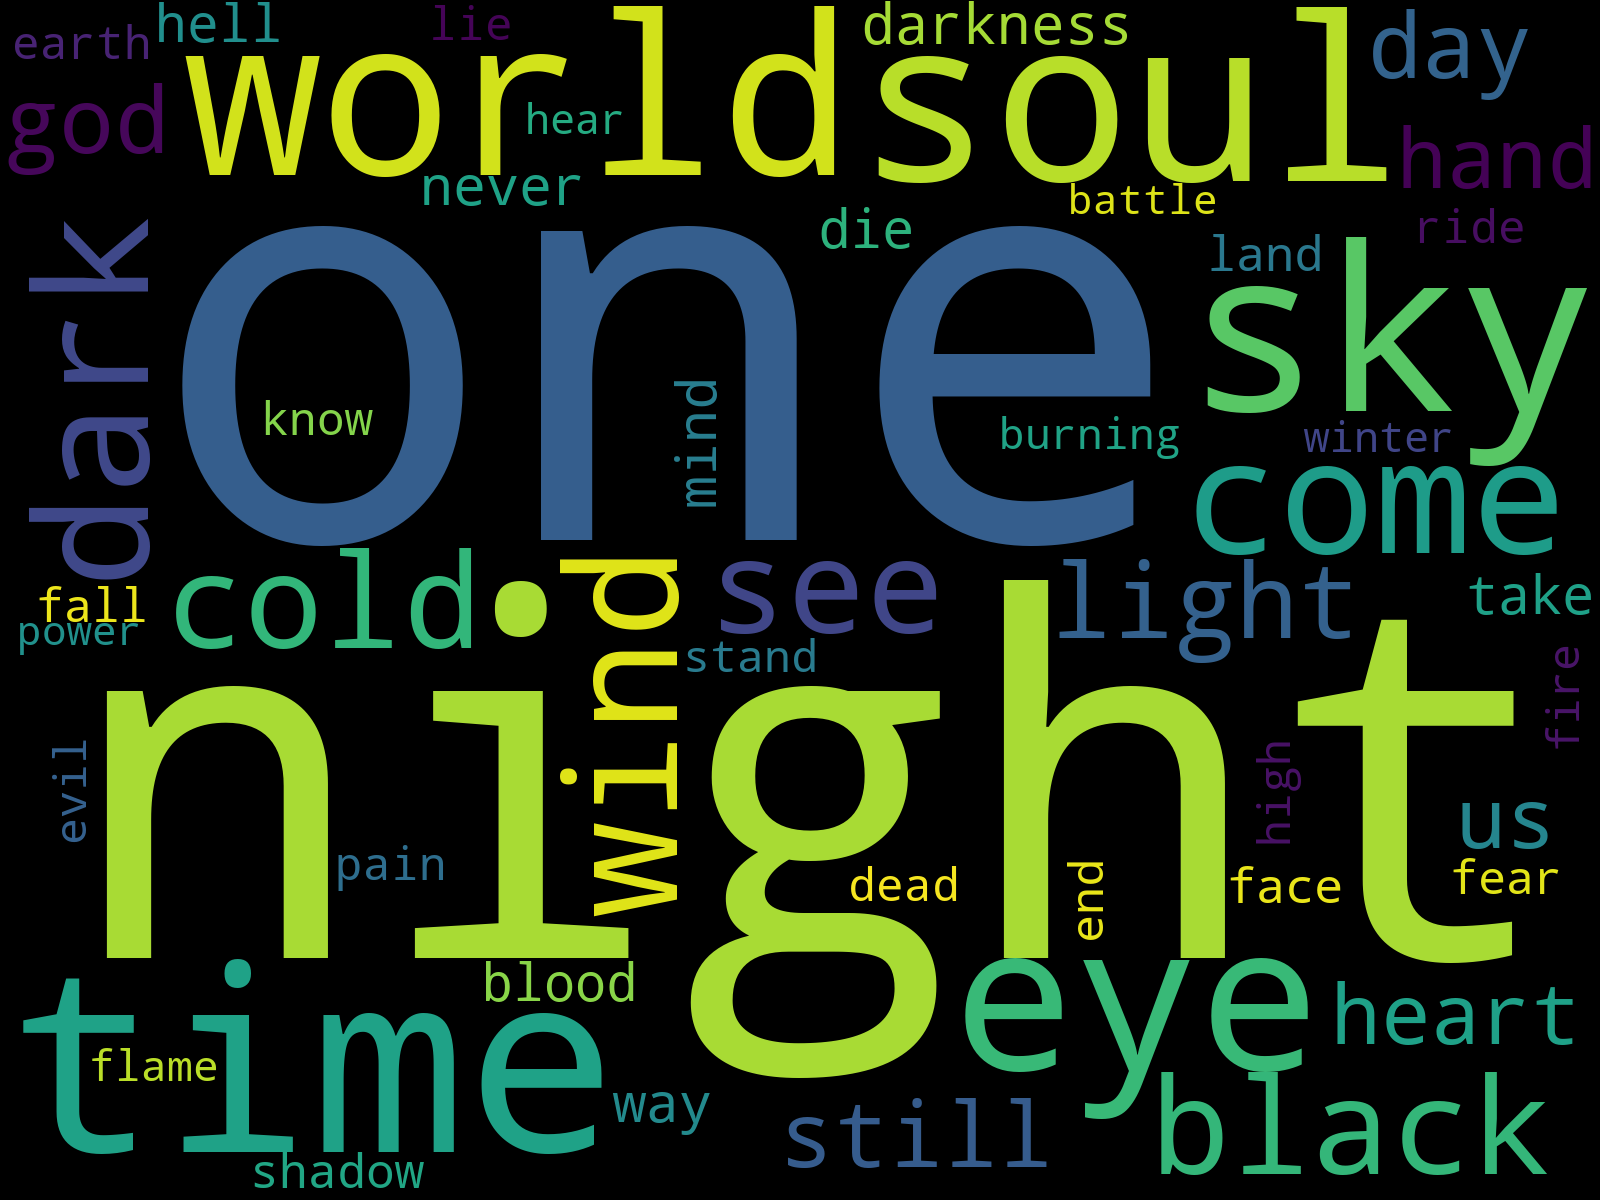 earth
hell
lie
darkness
day
god
world
soul
hear
hand
never
battle
die
ride
land
dark
one
sky
know
mind
burning
winter
come
cold
wind
see
light
take
fall
power
stand
fire
night
evil
high
us
pain
dead
end
face
fear
time
blood
eye
heart
flame
way
still
black
shadow